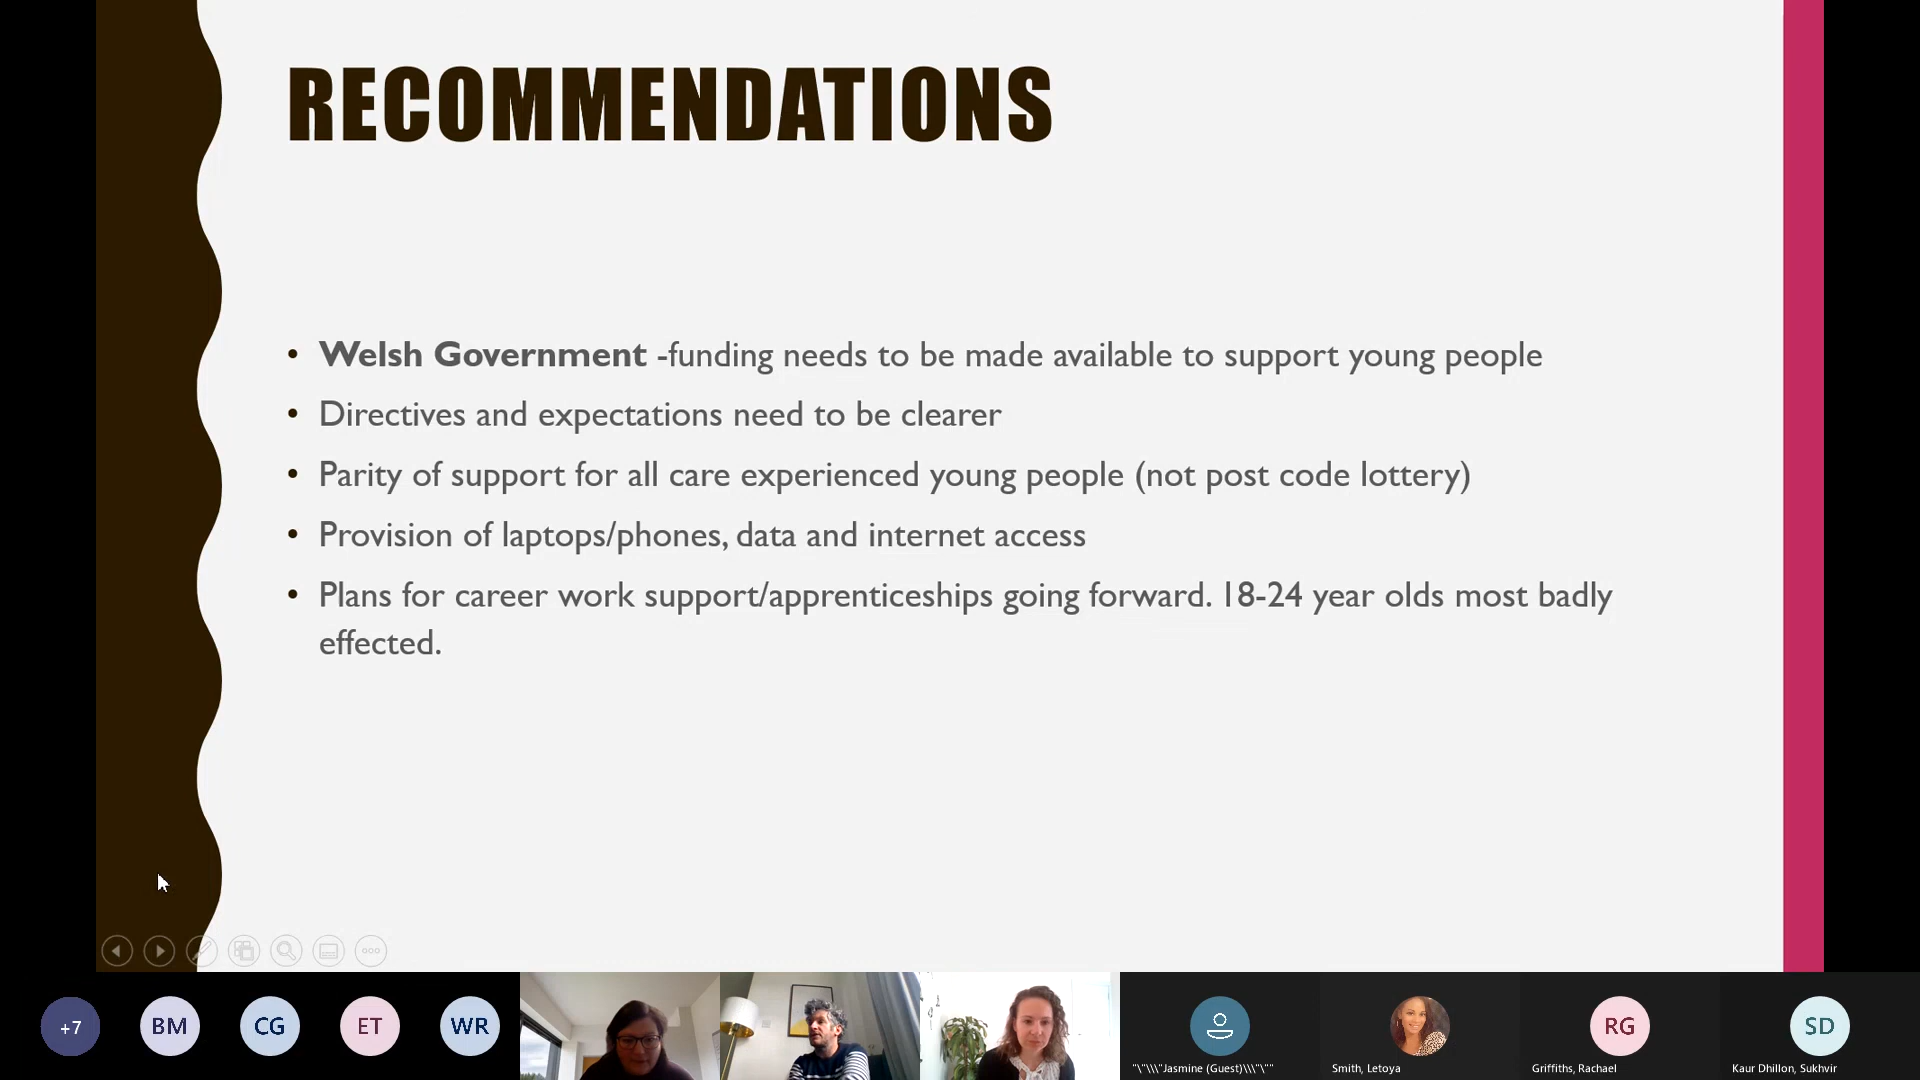 RECOMMENDATIONS
• Welsh Government -funding needs to be made available to support young people
• Directives and expectations need to be clearer
• Parity of support for all care experienced young people (not post code lottery)
• Provision of laptops/phones, data and internet access
• Plans for career work support/apprenticeships going forward. 18-24 year olds most badly
effected.
+7
BM
CG
ET
WR
RG
SD
"\"\\\"Jasmine (Guest)\\\"\""
Smith, Letoya
Griffiths, Rachael
Kaur Dhillon, Sukhvir